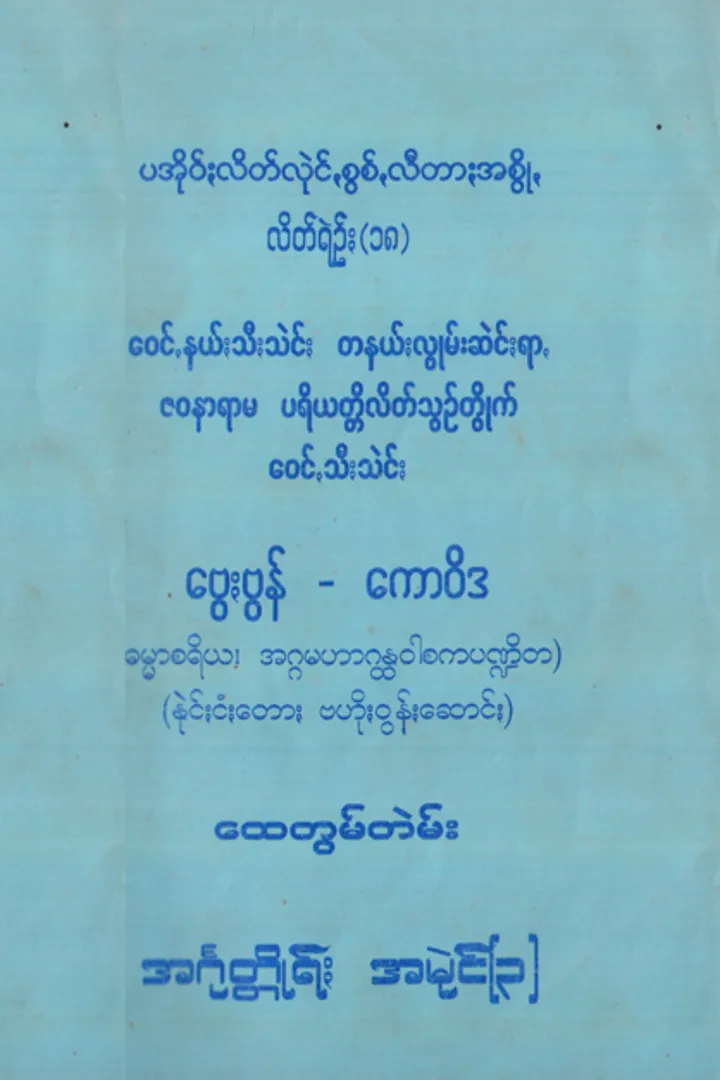 ပအိုဝ်ႏလိတ်လုဲင်ႇစွစ်ႇလီတာႏအစွိုႇ
လိတ်ရဲဉ်ႏ(၁၈)
ဝေင်ႇနယ်ႏသီႏသဲင်ႏ တနယ်ႏလွုမ်ႏဆဲင်ႏရာႇ
ဇဝနာရာမ ပရိယတ္တိလိတ်သွဉ်တွိုက်
ဝေင်ႇသီႏသဲင်ႏ
ဗွေႏဗွန် - ကောဝိဒ
ဓမ္မာစရိယ၊ အဂ္ဂမဟာဂန္ထဝါစကပဏ္ဍိတ)
(နဲင်ႏငံႏတောႏ ဗဟိုႏဝွန်ႏဆောင်ႏ)
ထေတွမ်တဲမ်ႏ
အင်္ဂုတ္တိုရ်ႏ အမဲင်[၃]